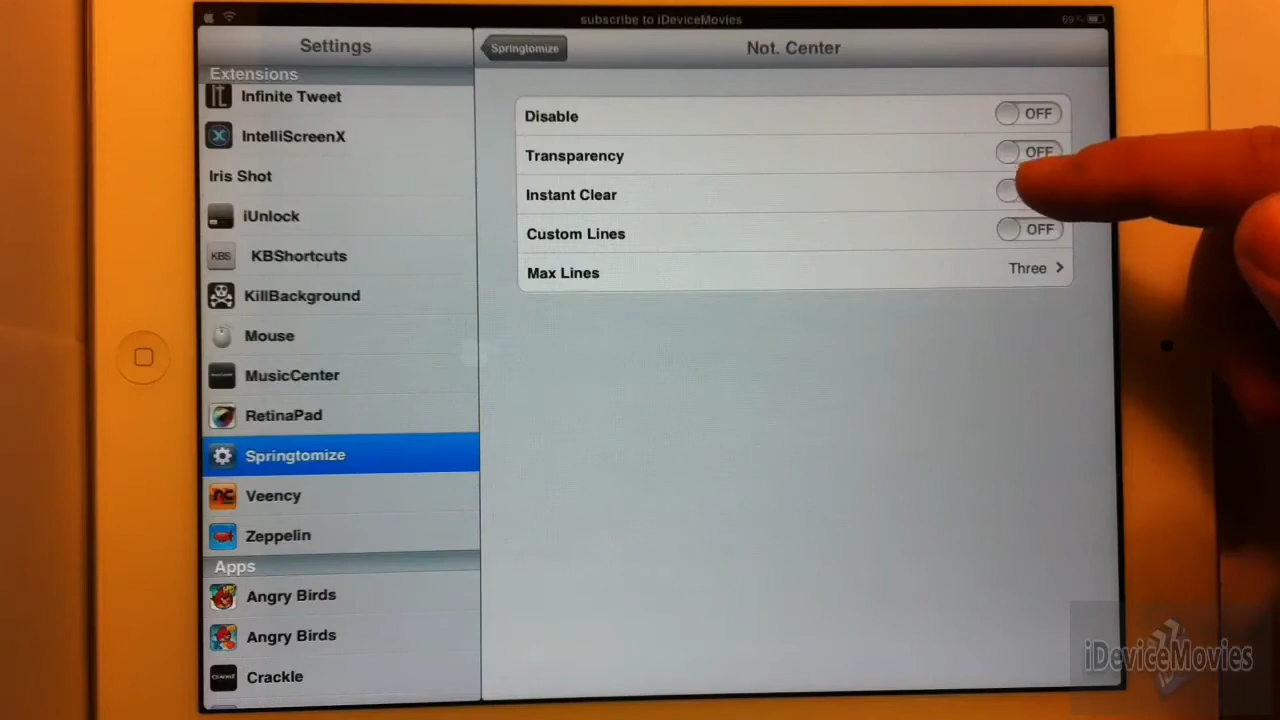 subscribe to iDeviceMovies
69%
Settings
Springtomize
Not. Center
Extensions
Infinite Tweet
IntelliScreenX
Iris Shot
iUnlock
KBS
KBShortcuts
KillBackground
Mouse
MusicCenter
RetinaPad
Springtomize
Veency
Zeppelin
Apps
Angry Birds
Angry Birds
Crackle
Disable
OFF
Transparency
OFF
Instant Clear
Custom Lines
OFF
Max Lines
Three
iDeviceMovies